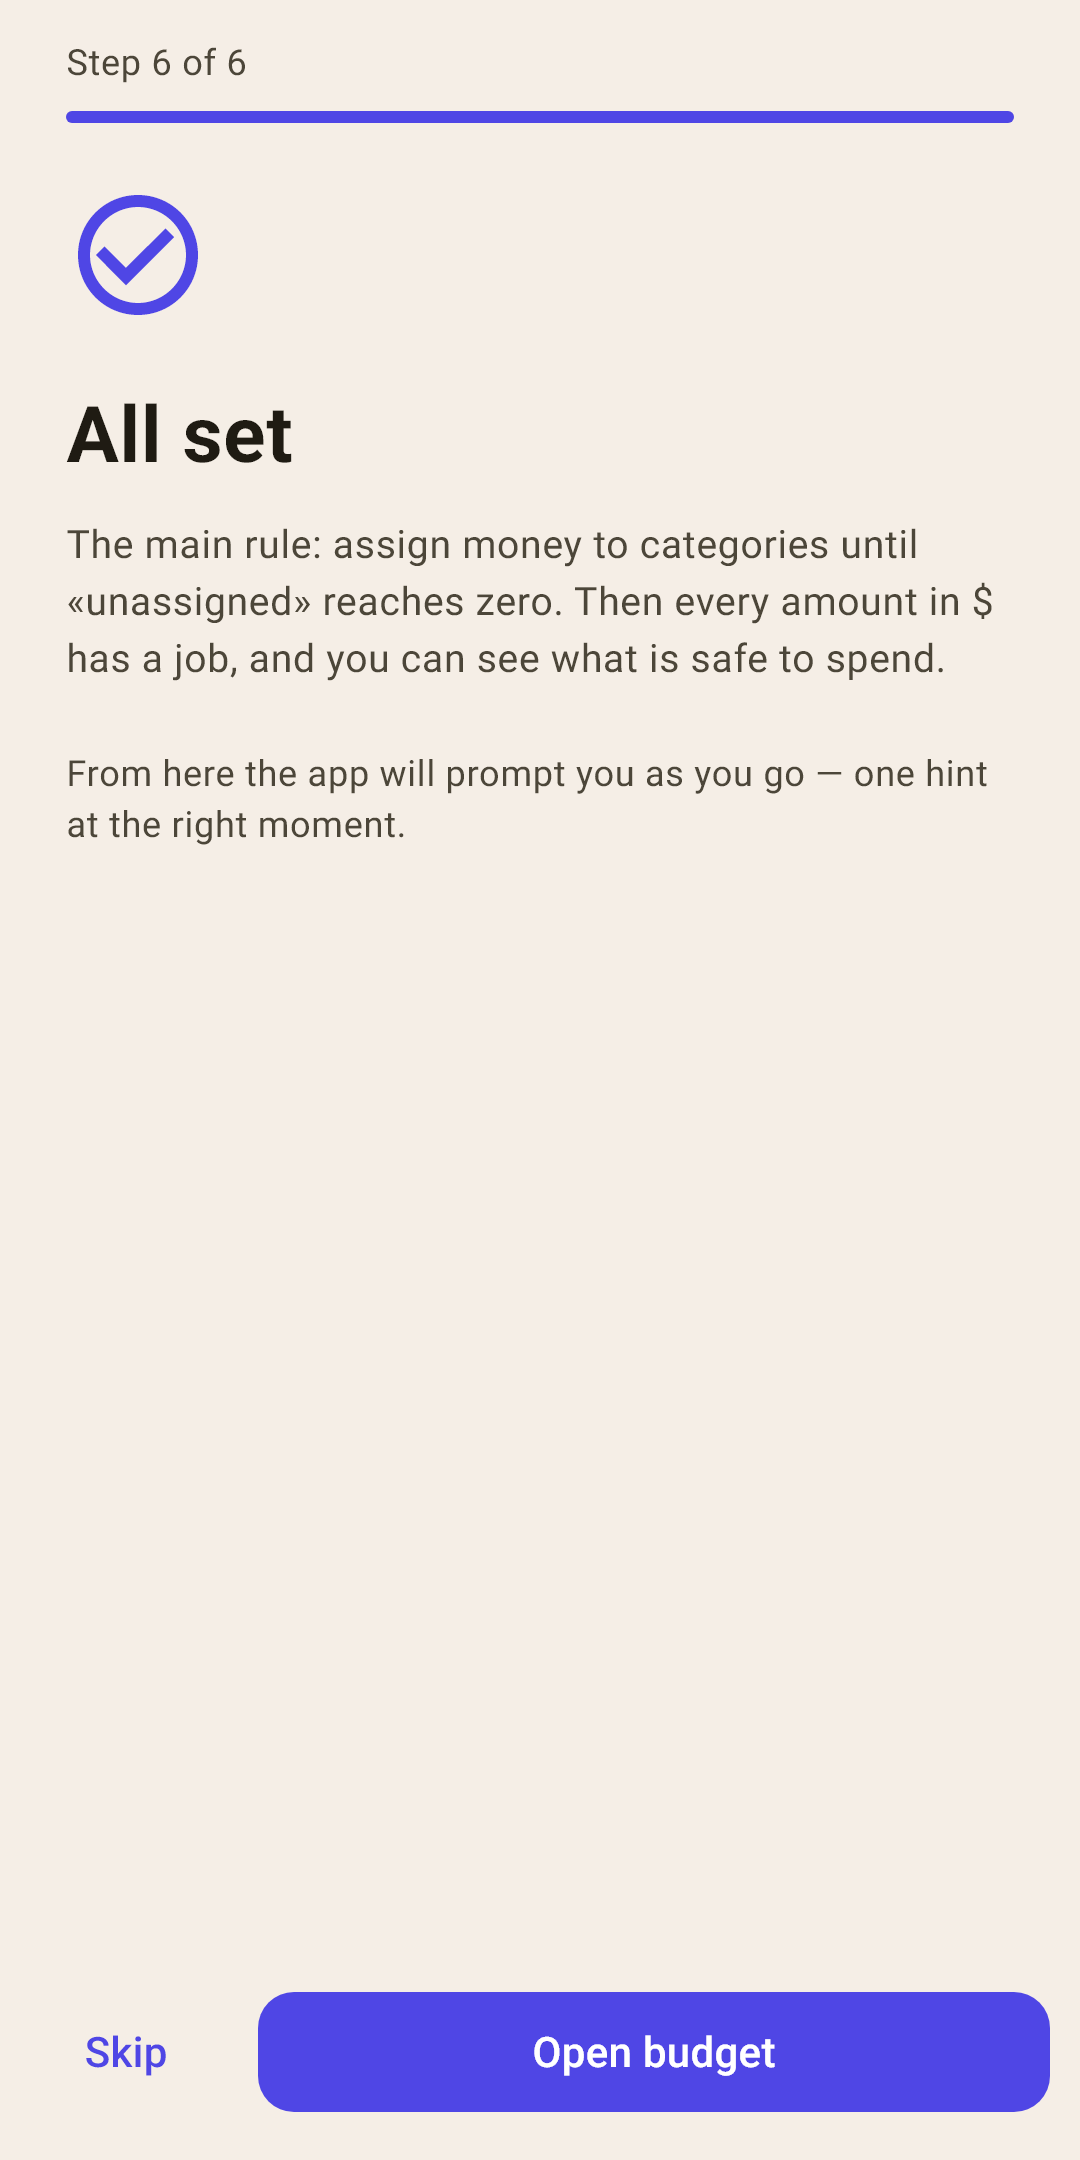 Step 6 of 6
All set
The main rule: assign money to categories until
«unassigned» reaches zero. Then every amount in $
has a job, and you can see what is safe to spend.
From here the app will prompt you as you go — one hint
at the right moment.
Skip
Open budget